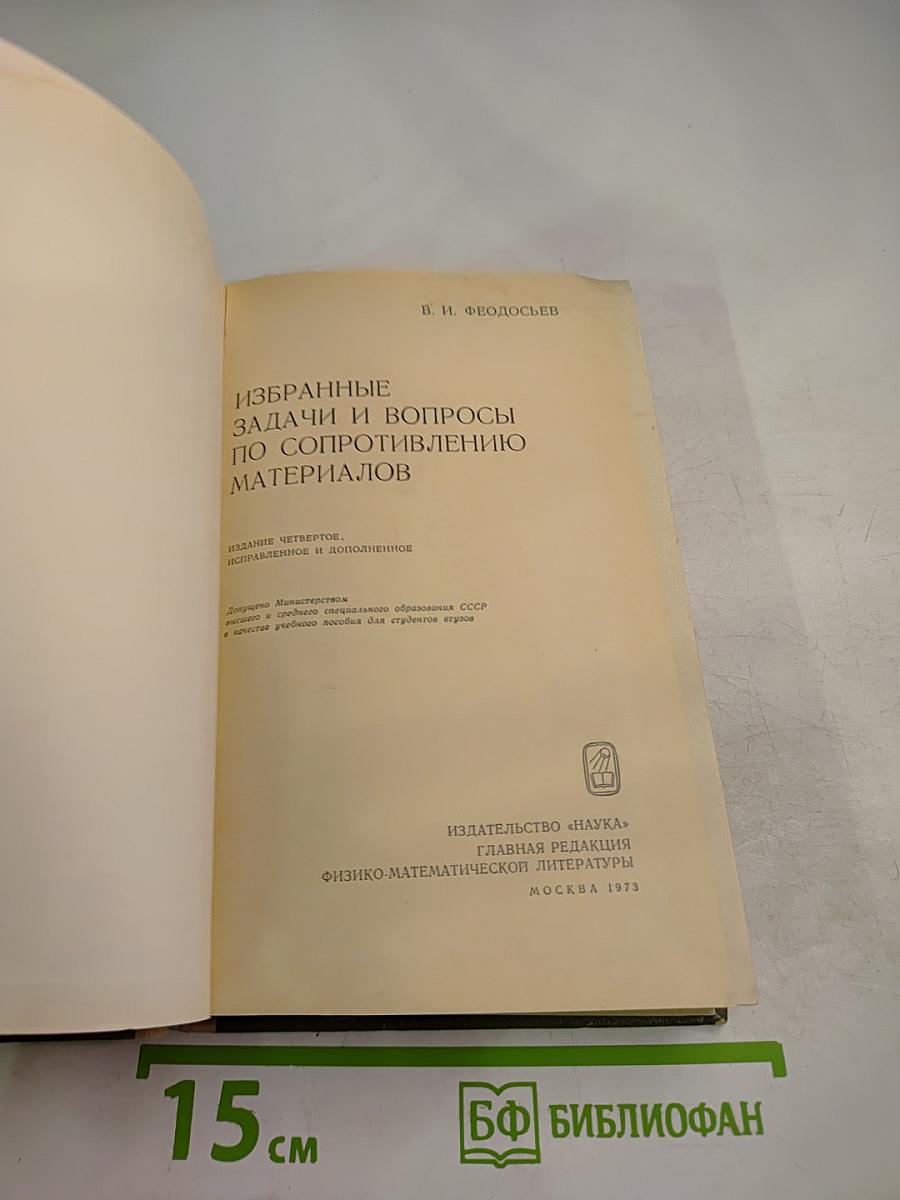 В. И. ФЕОДОСЬЕВ
ИЗБРАННЫЕ
ЗАДАЧИ И ВОПРОСЫ
ПО СОПРОТИВЛЕНИЮ
МАТЕРИАЛОВ
ИЗДАНИЕ ЧЕТВЕРТОЕ,
ИСПРАВЛЕННОЕ И ДОПОЛНЕННОЕ
Допущено Министерством
высшего и среднего специального образования СССР
в качестве учебного пособия для студентов втузов
ИЗДАТЕЛЬСТВО «НАУКА»
ГЛАВНАЯ РЕДАКЦИЯ
ФИЗИКО-МАТЕМАТИЧЕСКОЙ ЛИТЕРАТУРЫ
МОСКВА 1973
15 см
БФ БИБЛИОФАН